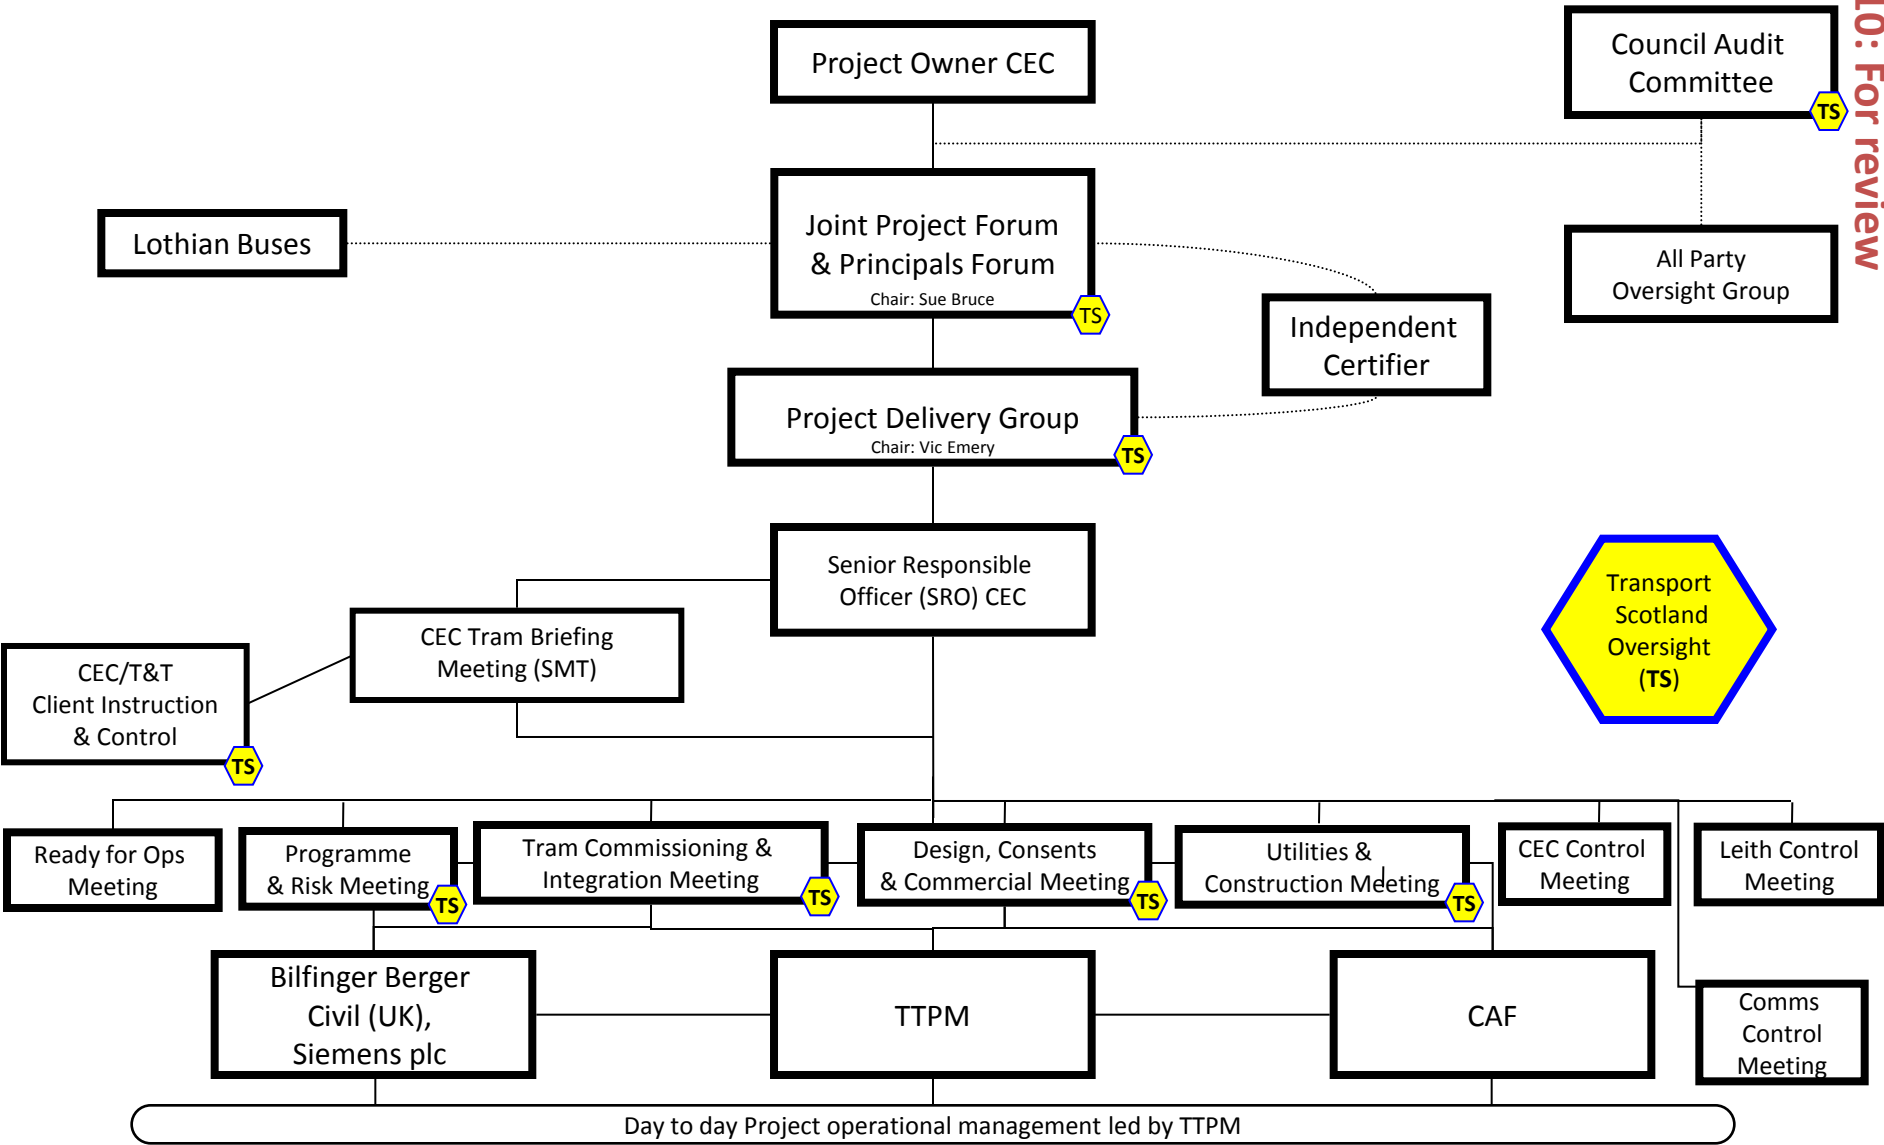 Project Owner CEC
Council Audit
Committee
TS
10: For review
Lothian Buses
Joint Project Forum
& Principals Forum
Chair: Sue Bruce
TS
All Party
Oversight Group
Independent
Certifier
Project Delivery Group
Chair: Vic Emery
TS
Senior Responsible
Officer (SRO) CEC
Transport
Scotland
Oversight
(TS)
CEC Tram Briefing
Meeting (SMT)
CEC/T&T
Client Instruction
& Control
TS
Ready for Ops
Meeting
Programme
& Risk Meeting
TS
Tram Commissioning &
Integration Meeting
TS
Design, Consents
& Commercial Meeting
TS
Utilities &
Construction Meeting
TS
CEC Control
Meeting
Leith Control
Meeting
Bilfinger Berger
Civil (UK),
Siemens plc
TTPM
CAF
Comms
Control
Meeting
Day to day Project operational management led by TTPM